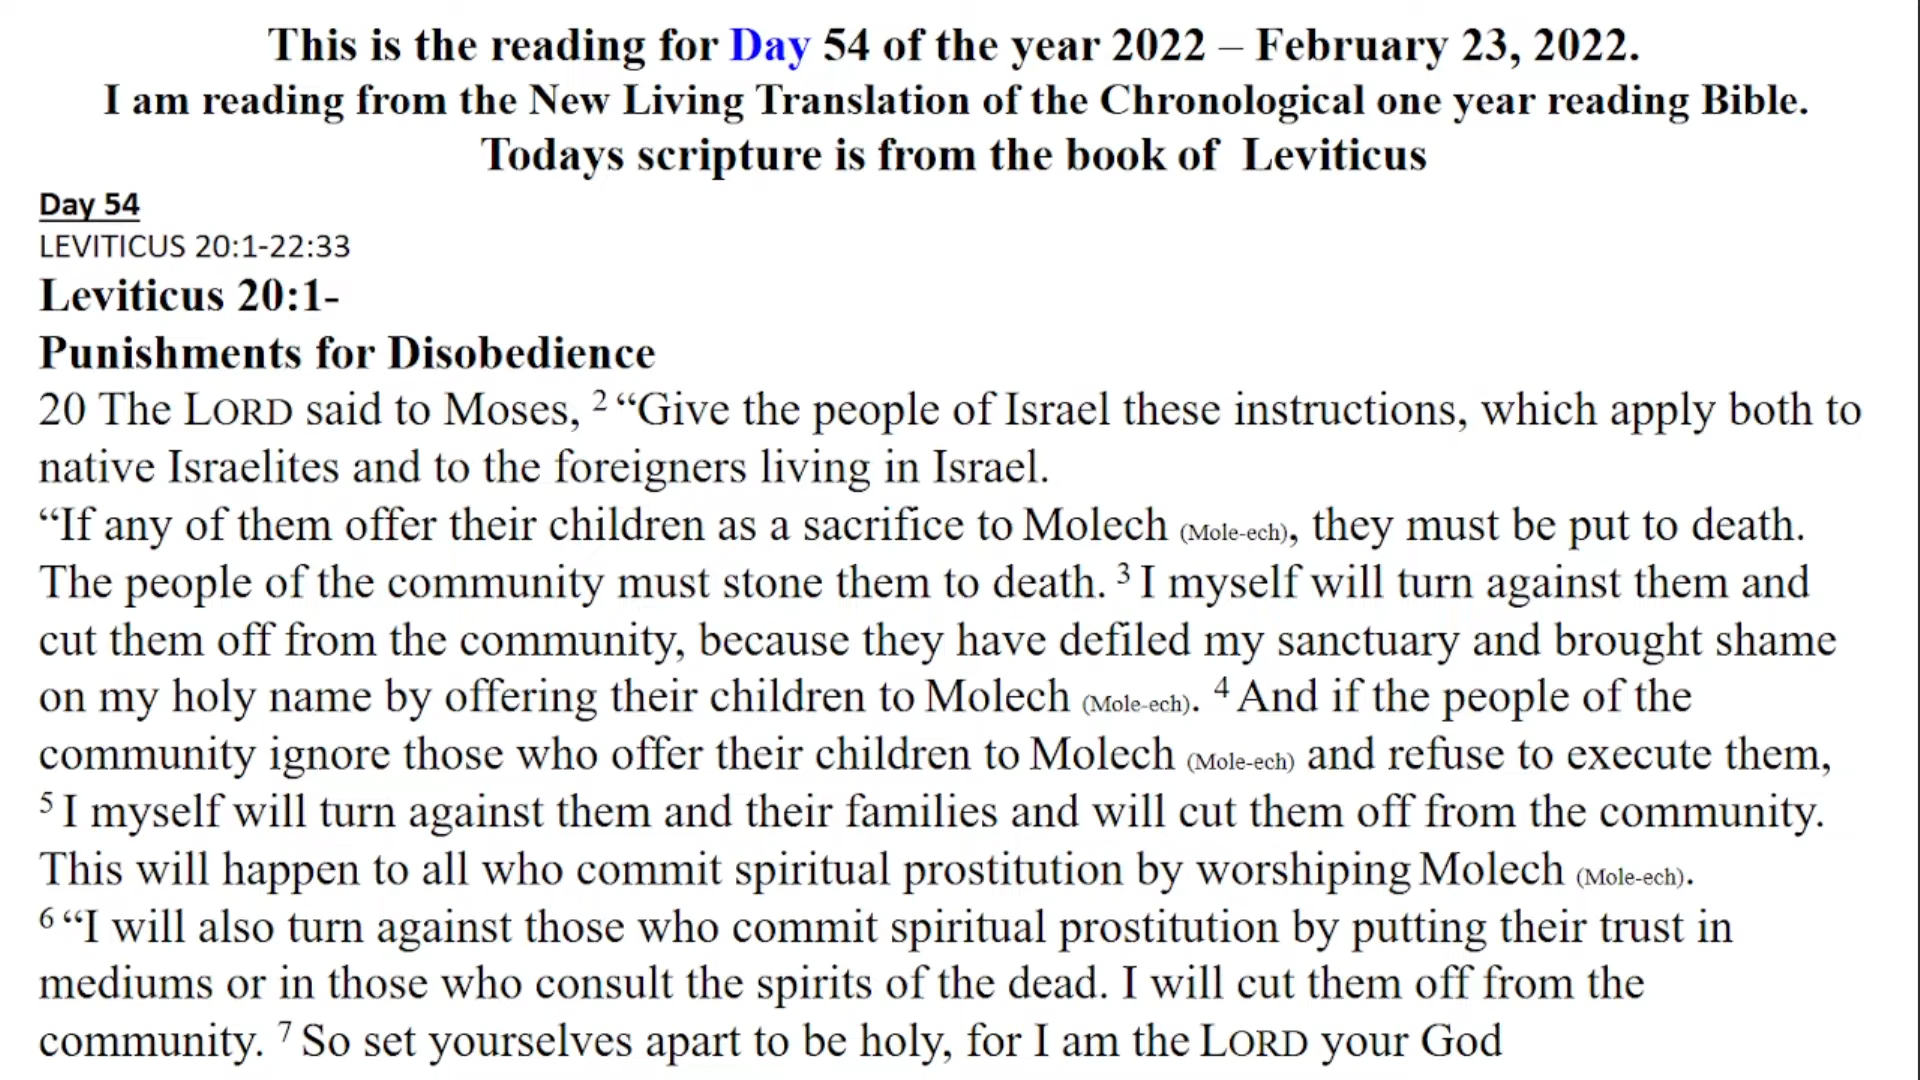 This is the reading for Day 54 of the year 2022 – February 23, 2022.
I am reading from the New Living Translation of the Chronological one year reading Bible.
Todays scripture is from the book of  Leviticus
Day 54
LEVITICUS 20:1-22:33
Leviticus 20:1-
Punishments for Disobedience
20 The LORD said to Moses, 2 “Give the people of Israel these instructions, which apply both to
native Israelites and to the foreigners living in Israel.
“If any of them offer their children as a sacrifice to Molech (Mole-ech), they must be put to death.
The people of the community must stone them to death. 3 I myself will turn against them and
cut them off from the community, because they have defiled my sanctuary and brought shame
on my holy name by offering their children to Molech (Mole-ech). 4 And if the people of the
community ignore those who offer their children to Molech (Mole-ech) and refuse to execute them,
5 I myself will turn against them and their families and will cut them off from the community.
This will happen to all who commit spiritual prostitution by worshiping Molech (Mole-ech).
6 “I will also turn against those who commit spiritual prostitution by putting their trust in
mediums or in those who consult the spirits of the dead. I will cut them off from the
community. 7 So set yourselves apart to be holy, for I am the LORD your God